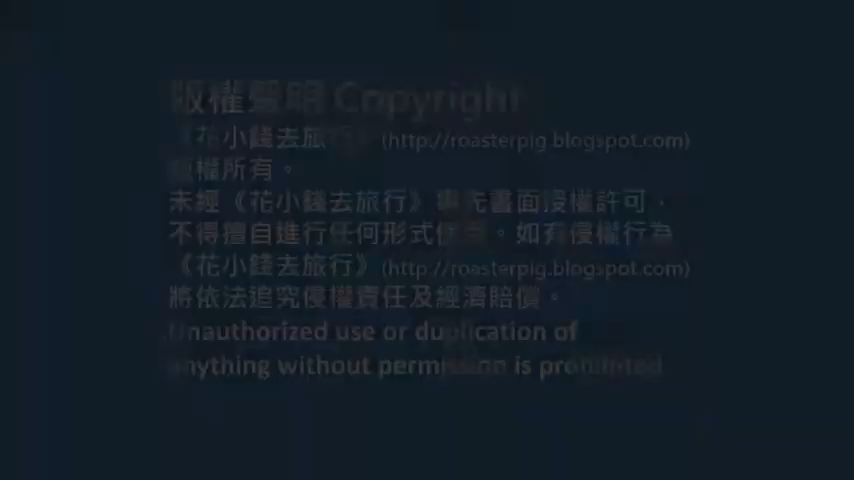 版權聲明 Copyright
《花小錢去旅行》 (http://roasterpig.blogspot.com)
版權所有。
未經《花小錢去旅行》事先書面授權許可，
不得擅自進行任何形式使用。如有侵權行為
《花小錢去旅行》 (http://roasterpig.blogspot.com)
將依法追究侵權責任及經濟賠償。
Unauthorized use or duplication of
anything without permission is prohibited